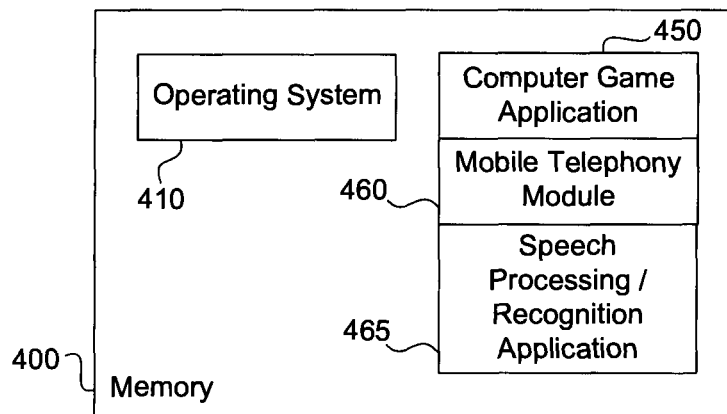 450
Operating System
410
Computer Game
Application
Mobile Telephony
Module
460
Speech
Processing /
Recognition
Application
465
400
Memory